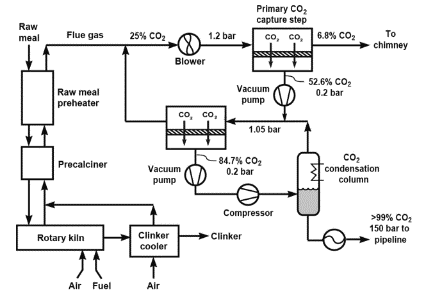 Raw
meal
Flue gas
25% CO₂
Blower
1.2 bar
Primary CO₂
capture step
CO₂ CO₂
6.8% CO₂
To
chimney
52.6% CO₂
0.2 bar
Vacuum
pump
Raw meal
preheater
CO₂ CO₂
1.05 bar
Precalciner
84.7% CO₂
0.2 bar
Vacuum
pump
Compressor
CO₂
condensation
column
>99% CO₂
150 bar to
pipeline
Rotary kiln
Clinker
cooler
Clinker
Air
Fuel
Air